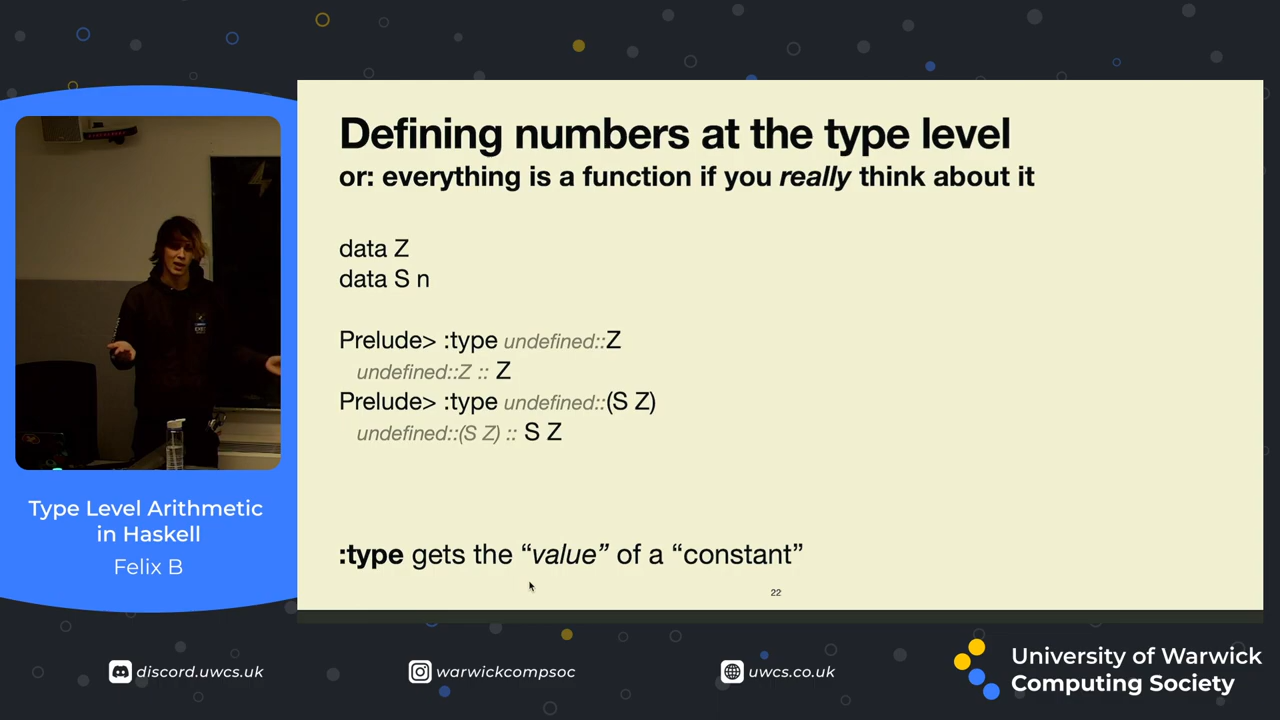 Defining numbers at the type level
or: everything is a function if you really think about it
data Z
data S n
Prelude> :type undefined::Z
undefined::Z :: Z
Prelude> :type undefined::(S Z)
undefined::(S Z) :: S Z
:type gets the “value” of a “constant”
22
Type Level Arithmetic
in Haskell
Felix B
discord.uwcs.uk
warwickcompsoc
uwcs.co.uk
University of Warwick
Computing Society